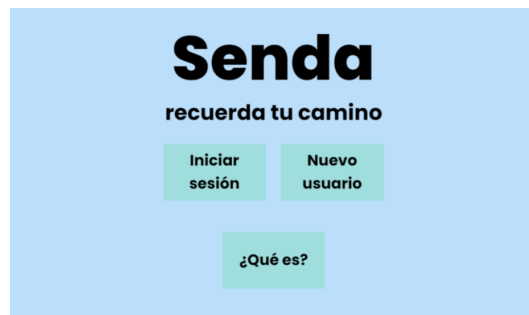 Senda
recuerda tu camino
Iniciar
sesión
Nuevo
usuario
¿Qué es?